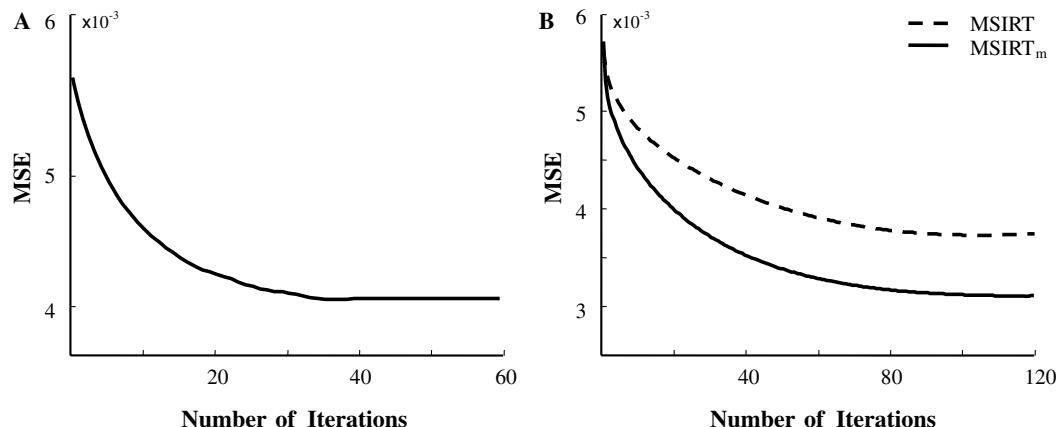 A
6
x10-3
5
4
MSE
20
40
60
Number of Iterations
B
6
x10-3
5
4
3
MSE
40
80
120
Number of Iterations
MSIRT
MSIRTm